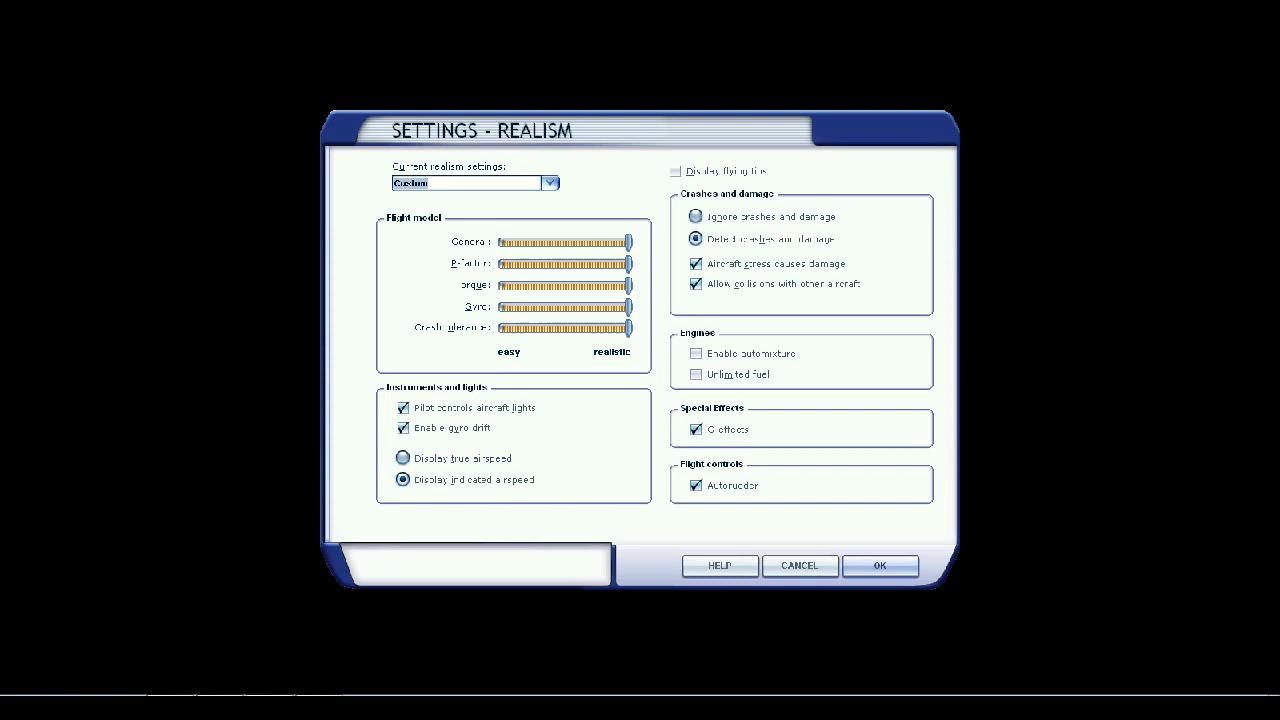 SETTINGS - REALISM
Current realism settings:
Custom
Display flying tips
Flight model
General:
P-factor:
Torque:
Gyro:
Crash tolerance:
easy realistic
Instruments and lights
Pilot controls aircraft lights
Enable gyro drift
Display true airspeed
Display indicated airspeed
Crashes and damage
Ignore crashes and damage
Detect crashes and damage
Aircraft stress causes damage
Allow collisions with other aircraft
Engines
Enable automixture
Unlimited fuel
Special Effects
G-effects
Flight controls
Autorudder
HELP CANCEL OK